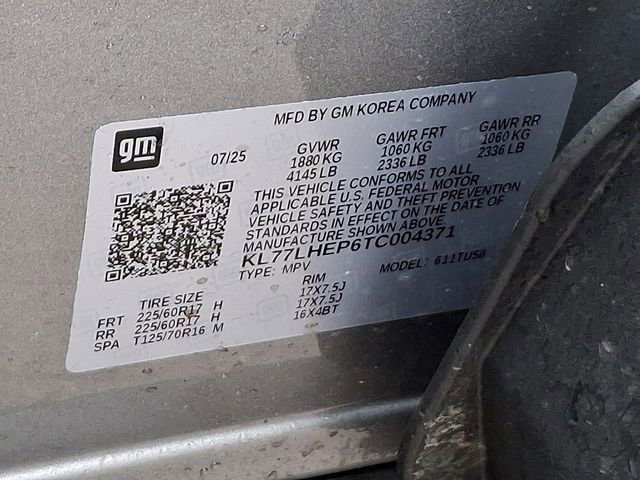 MFD BY GM KOREA COMPANY
gm
07/25 GVWR GAWR FRT GAWR RR
1880 KG 1060 KG 1060 KG
4145 LB 2336 LB 2336 LB
THIS VEHICLE CONFORMS TO ALL
APPLICABLE U.S. FEDERAL MOTOR
VEHICLE SAFETY AND THEFT PREVENTION
STANDARDS IN EFFECT ON THE DATE OF
MANUFACTURE SHOWN ABOVE
KL77LHEP6TC004371
TYPE: MPV MODEL: 611TU58
TIRE SIZE RIM
FRT 225/60R17 H 17X7.5J
RR 225/60R17 H 17X7.5J
SPA T125/70R16 M 16X4BT